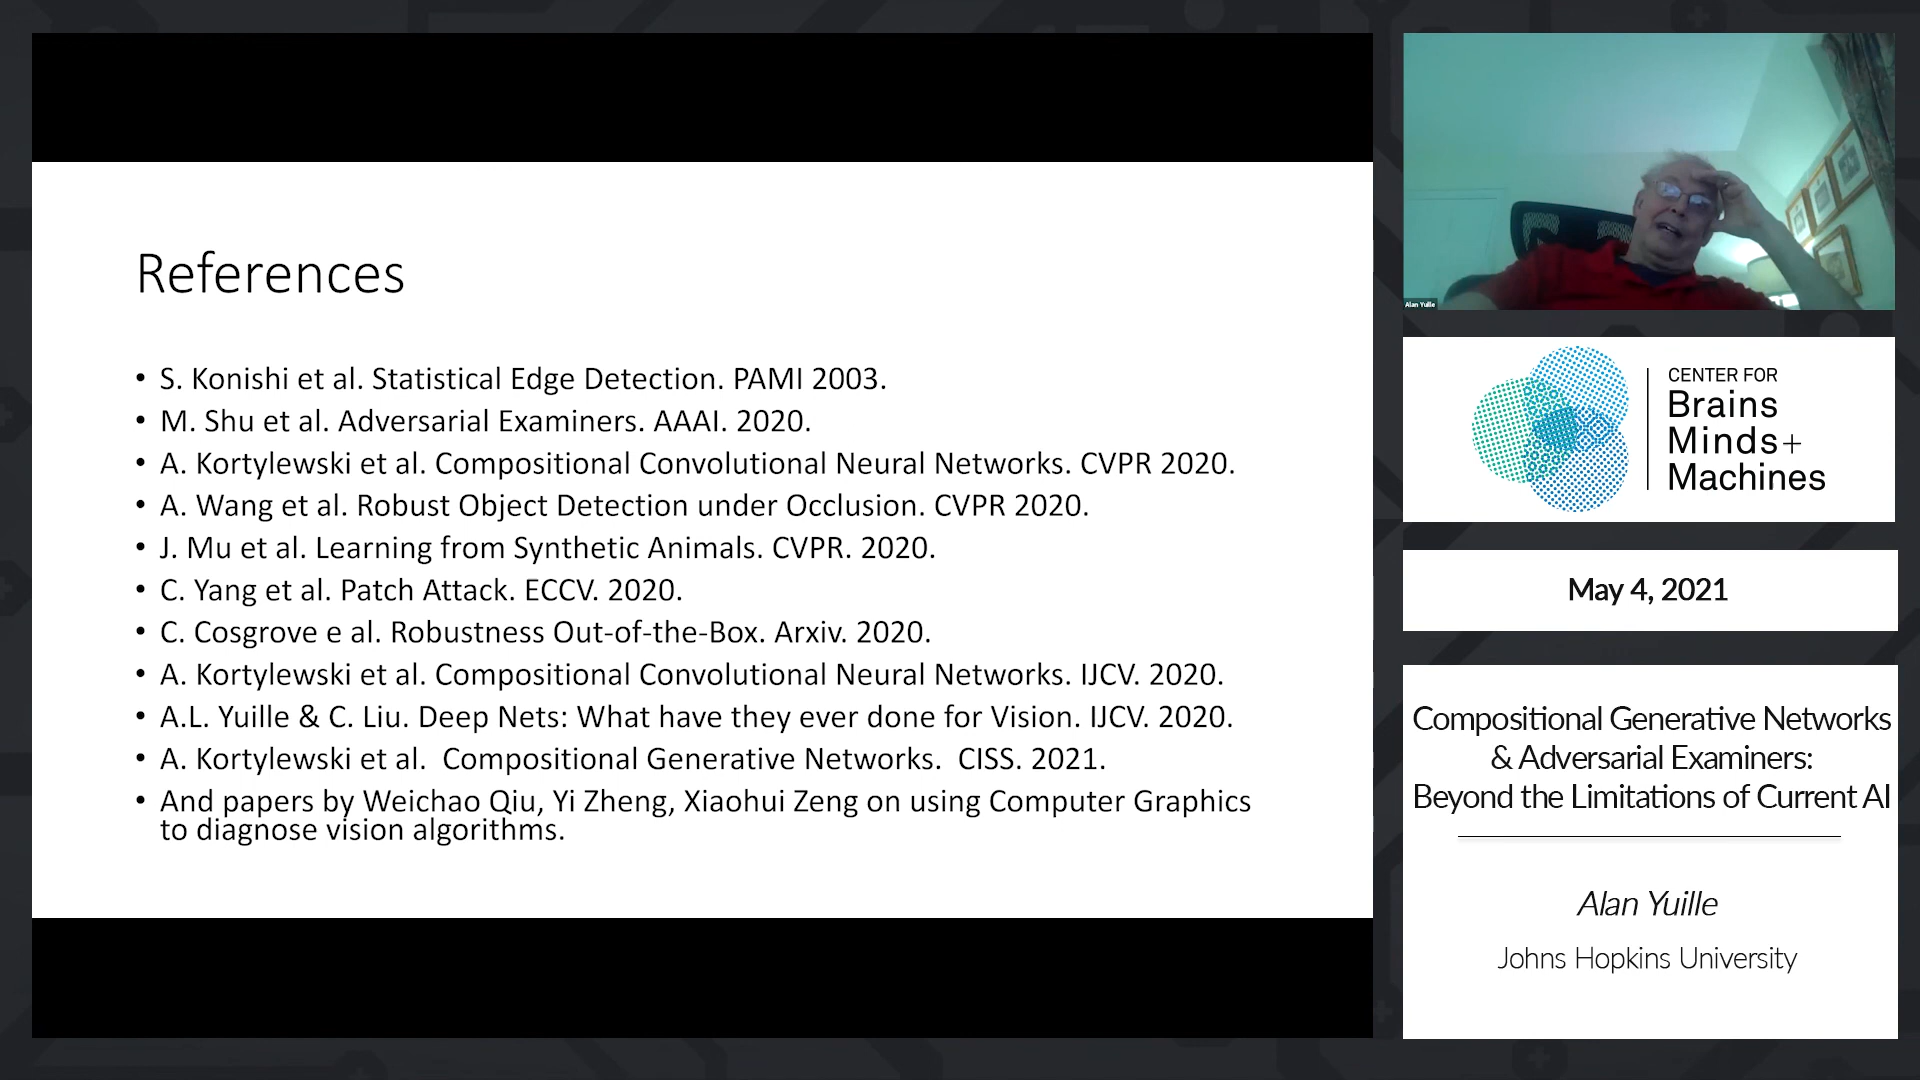 References
• S. Konishi et al. Statistical Edge Detection. PAMI 2003.
• M. Shu et al. Adversarial Examiners. AAAI. 2020.
• A. Kortylewski et al. Compositional Convolutional Neural Networks. CVPR 2020.
• A. Wang et al. Robust Object Detection under Occlusion. CVPR 2020.
• J. Mu et al. Learning from Synthetic Animals. CVPR. 2020.
• C. Yang et al. Patch Attack. ECCV. 2020.
• C. Cosgrove e al. Robustness Out-of-the-Box. Arxiv. 2020.
• A. Kortylewski et al. Compositional Convolutional Neural Networks. IJCV. 2020.
• A.L. Yuille & C. Liu. Deep Nets: What have they ever done for Vision. IJCV. 2020.
• A. Kortylewski et al.  Compositional Generative Networks.  CISS. 2021.
• And papers by Weichao Qiu, Yi Zheng, Xiaohui Zeng on using Computer Graphics
to diagnose vision algorithms.
Alan Yuille
CENTER FOR
Brains
Minds+
Machines
May 4, 2021
Compositional Generative Networks
& Adversarial Examiners:
Beyond the Limitations of Current AI
Alan Yuille
Johns Hopkins University